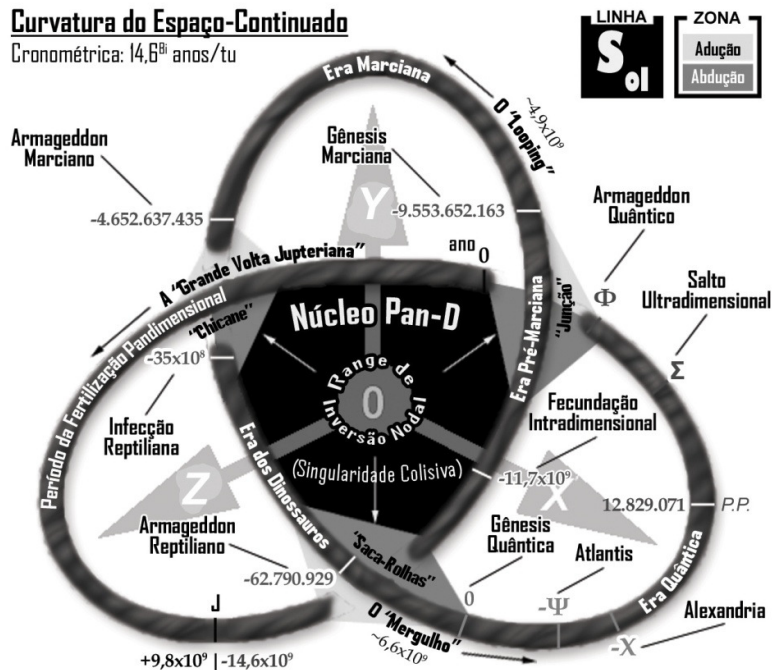 Curvatura do Espaço-Continuado
Cronométrica: 14,6⁸ⁱ anos/tu
LINHA
Sol
ZONA
Adução
Abdução
Era Marciana
O "Looping"
~4,9x10⁹
Armageddon
Marciano
-4.652.637.435
Gênesis
Marciana
-9.553.652.163
Y
Armageddon
Quântico
Φ
A "Grande Volta Jupteriana"
ano 0
"Junção"
Salto
Ultradimensional
Σ
Período da Fertilização Pandimensional
"Chicane"
-35x10⁸
Núcleo Pan-D
Era Pré-Marciana
Range de
0
Inversão Nodal
(Singularidade Colisiva)
Infecção
Reptiliana
Fecundação
Intradimensional
-11,7x10⁹
Z
X
12.829.071
P.P.
Era dos Dinossauros
Armageddon
Reptiliano
-62.790.929
"Saca-Rolhas"
Gênesis
Quântica
0
Atlantis
-Ψ
Era Quântica
Alexandria
-X
O "Mergulho"
~6,6x10⁹
J
+9,8x10⁹ | -14,6x10⁹